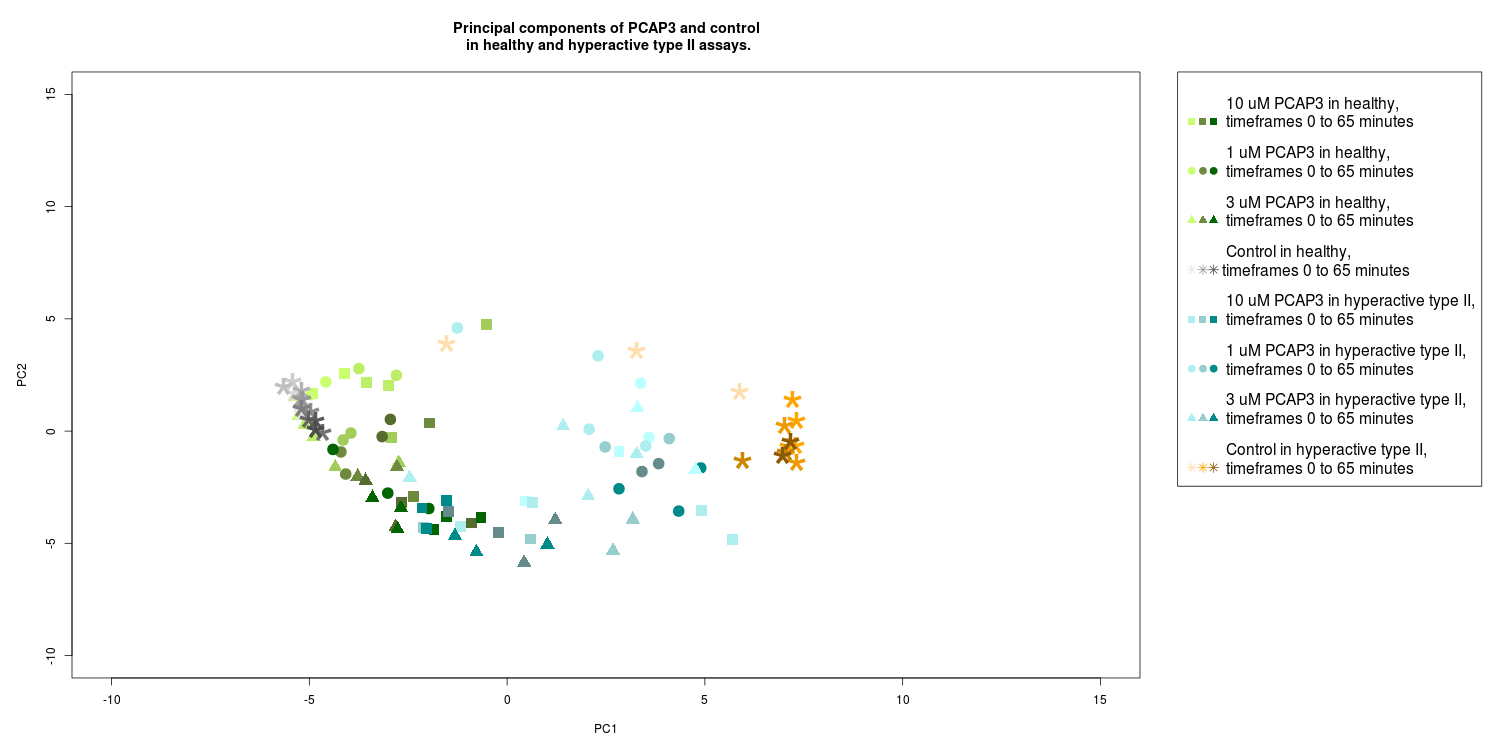 Principal components of PCAP3 and control
in healthy and hyperactive type II assays.
15
10
5
0
-5
-10
PC2
-10
-5
0
5
10
15
PC1
10 uM PCAP3 in healthy,
timeframes 0 to 65 minutes
1 uM PCAP3 in healthy,
timeframes 0 to 65 minutes
3 uM PCAP3 in healthy,
timeframes 0 to 65 minutes
Control in healthy,
timeframes 0 to 65 minutes
10 uM PCAP3 in hyperactive type II,
timeframes 0 to 65 minutes
1 uM PCAP3 in hyperactive type II,
timeframes 0 to 65 minutes
3 uM PCAP3 in hyperactive type II,
timeframes 0 to 65 minutes
Control in hyperactive type II,
timeframes 0 to 65 minutes